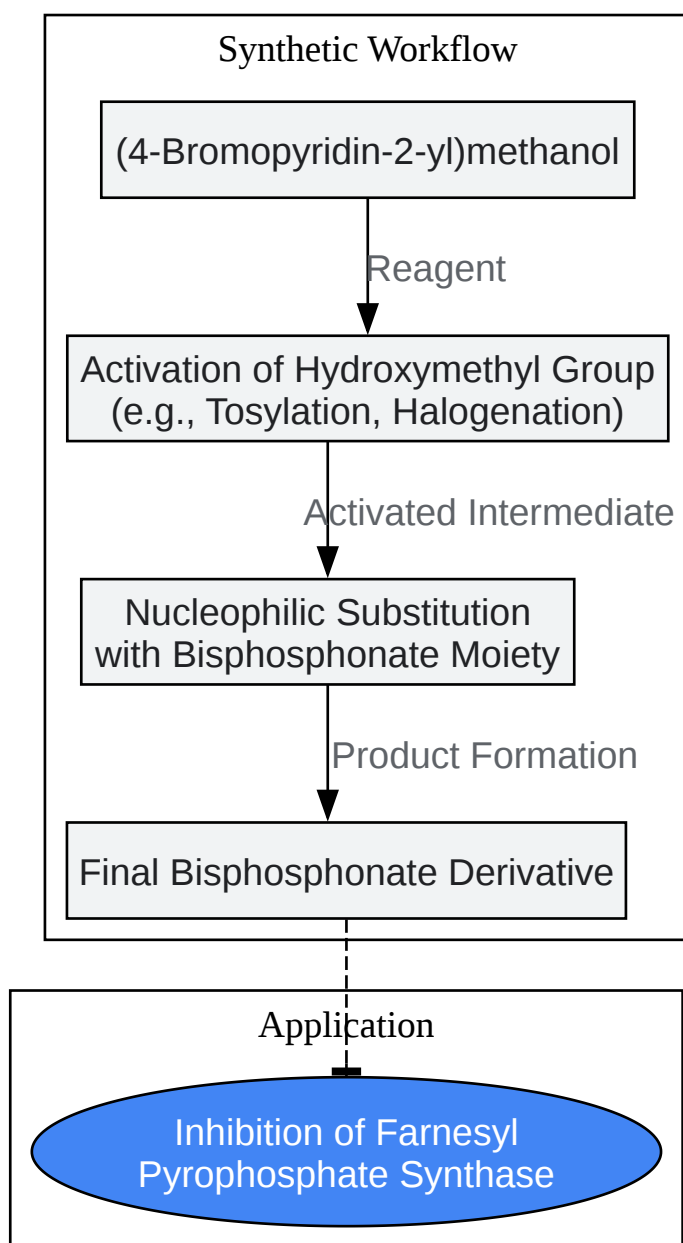 Synthetic Workflow
(4-Bromopyridin-2-yl)methanol
Reagent
Activation of Hydroxymethyl Group
(e.g., Tosylation, Halogenation)
Activated Intermediate
Nucleophilic Substitution
with Bisphosphonate Moiety
Product Formation
Final Bisphosphonate Derivative
Application
Inhibition of Farnesyl
Pyrophosphate Synthase